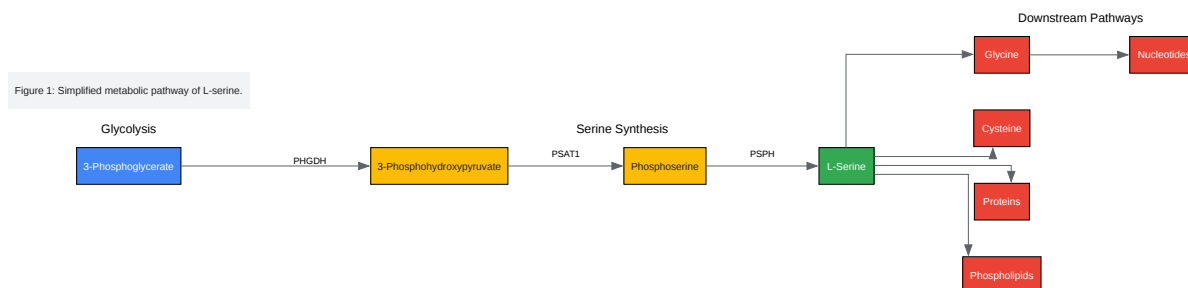 Downstream Pathways
Glycine
Nucleotides
Figure 1: Simplified metabolic pathway of L-serine.
Glycolysis
Serine Synthesis
Cysteine
3-Phosphoglycerate
PHGDH
3-Phosphohydroxypyruvate
PSAT1
Phosphoserine
PSPH
L-Serine
Proteins
Phospholipids